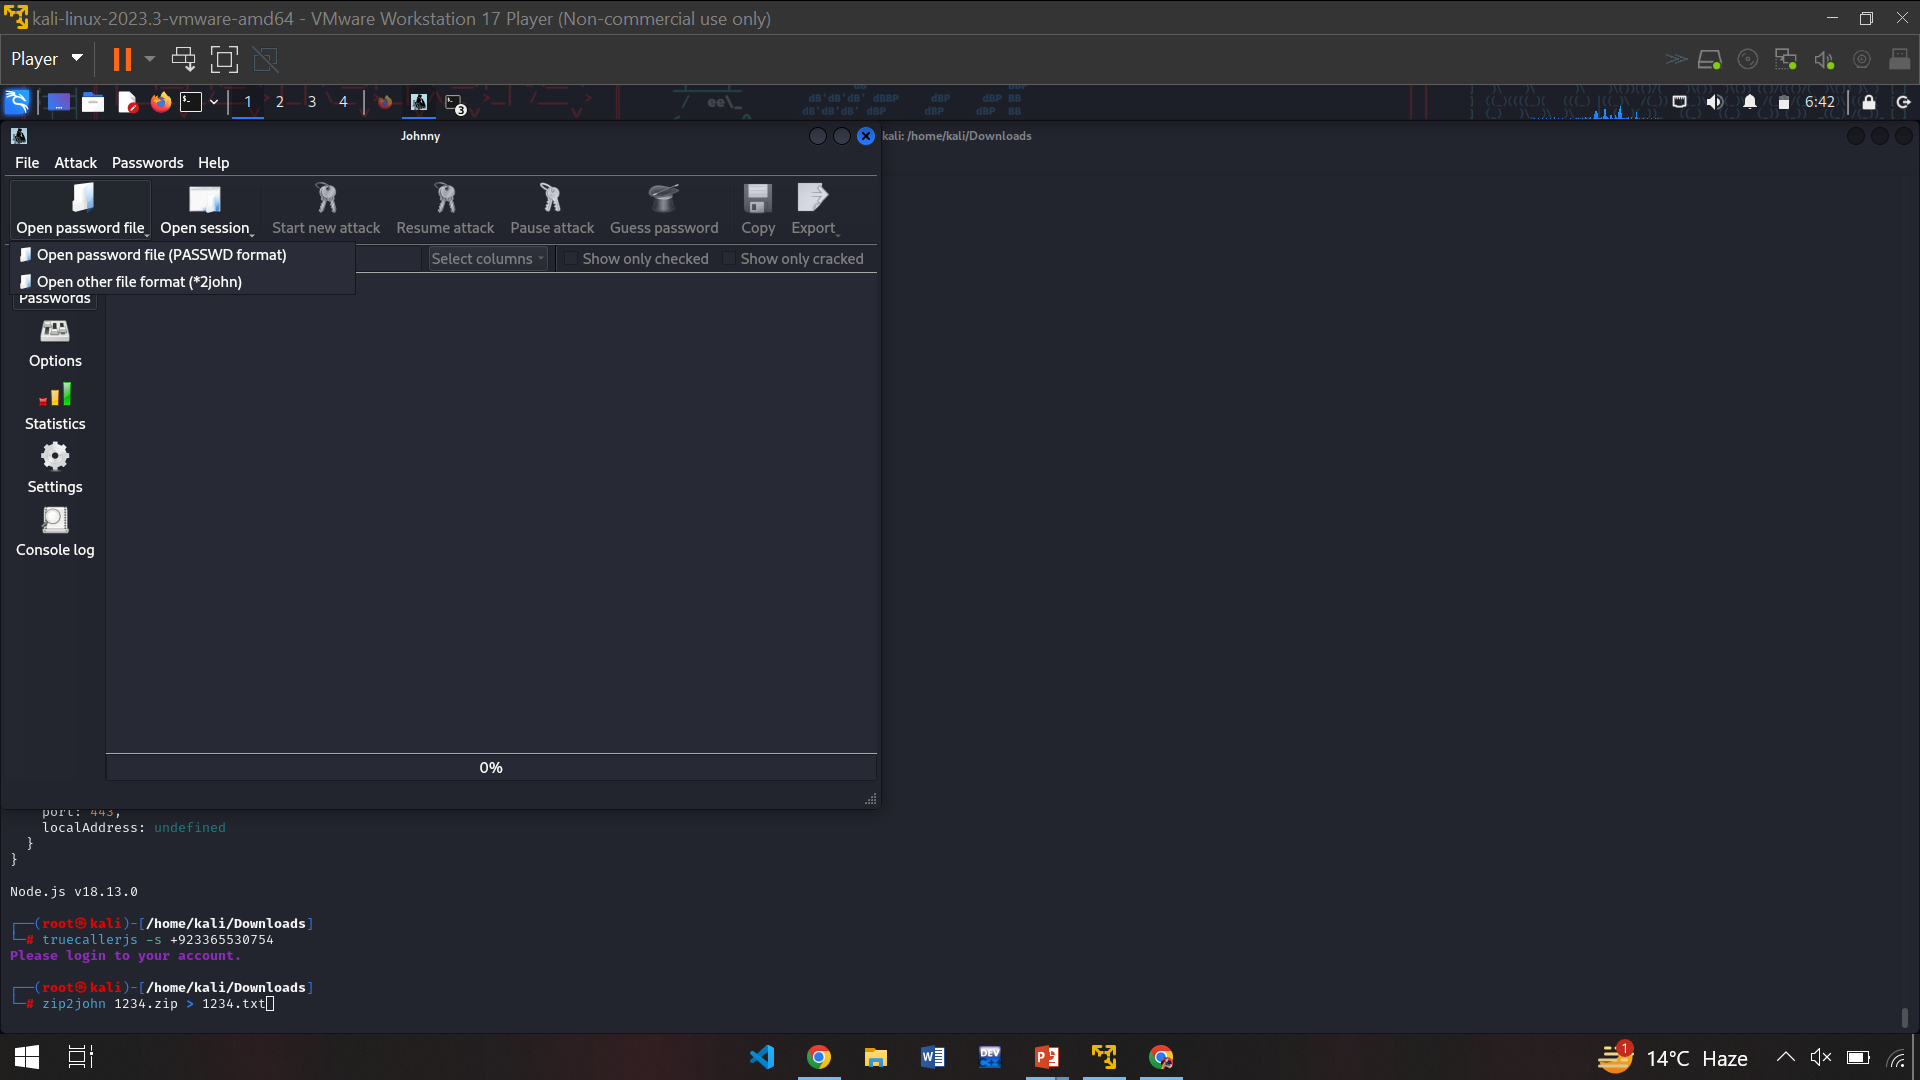 kali-linux-2023.3-vmware-amd64 - VMware Workstation 17 Player (Non-commercial use only)
Player
1 2 3 4
3
6:42
Johnny
kali: /home/kali/Downloads
File Attack Passwords Help
Open password file Open session Start new attack Resume attack Pause attack Guess password Copy Export
Open password file (PASSWD format)
Select columns Show only checked Show only cracked
Open other file format (*2john)
Passwords
Options
Statistics
Settings
Console log
0%
port: 443,
localAddress: undefined
}
}
Node.js v18.13.0
┌──(root㉿kali)-[/home/kali/Downloads]
└─# truecallerjs -s +923365530754
Please login to your account.
┌──(root㉿kali)-[/home/kali/Downloads]
└─# zip2john 1234.zip > 1234.txt
DEV
1
14°C Haze